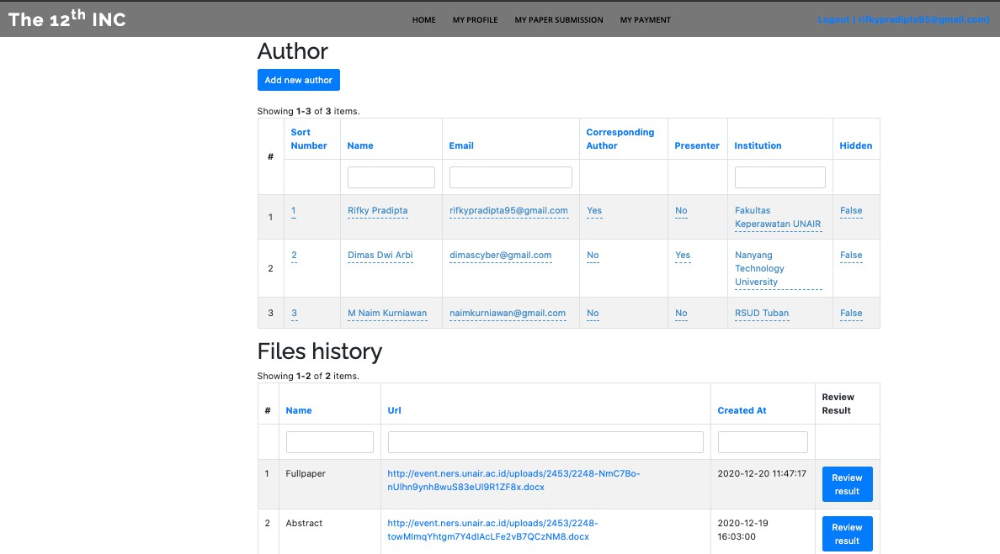 The 12th INC
HOME MY PROFILE MY PAPER SUBMISSION MY PAYMENT
Logout ( rifkypradipta95@gmail.com)
Author
Add new author
Showing 1-3 of 3 items.
# Sort Number Name Email Corresponding Author Presenter Institution Hidden
1 1 Rifky Pradipta rifkypradipta95@gmail.com Yes No Fakultas Keperawatan UNAIR False
2 2 Dimas Dwi Arbi dimascyber@gmail.com No Yes Nanyang Technology University False
3 3 M Naim Kurniawan naimkurniawan@gmail.com No No RSUD Tuban False
Files history
Showing 1-2 of 2 items.
# Name Url Created At Review Result
1 Fullpaper http://event.ners.unair.ac.id/uploads/2453/2248-NmC7Bo-nUlhn9ynh8wuS83eUl9R1ZF8x.docx 2020-12-20 11:47:17 Review result
2 Abstract http://event.ners.unair.ac.id/uploads/2453/2248-towMlmqYhtgm7Y4dlAcLFe2vB7QCzNM8.docx 2020-12-19 16:03:00 Review result